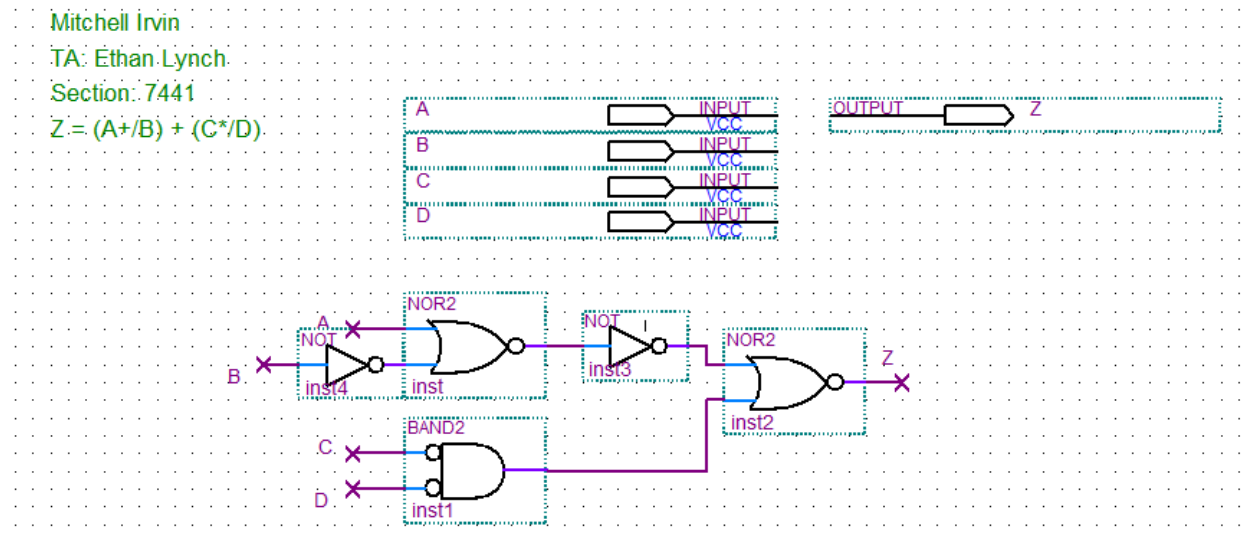 Mitchell Irvin
TA: Ethan Lynch
Section: 7441
Z = (A+/B) + (C*/D)
A INPUT VCC
B INPUT VCC
C INPUT VCC
D INPUT VCC
OUTPUT Z
A
NOR2
inst
B
NOT
inst4
NOT
I
inst3
NOR2
inst2
Z
C
D
BAND2
inst1